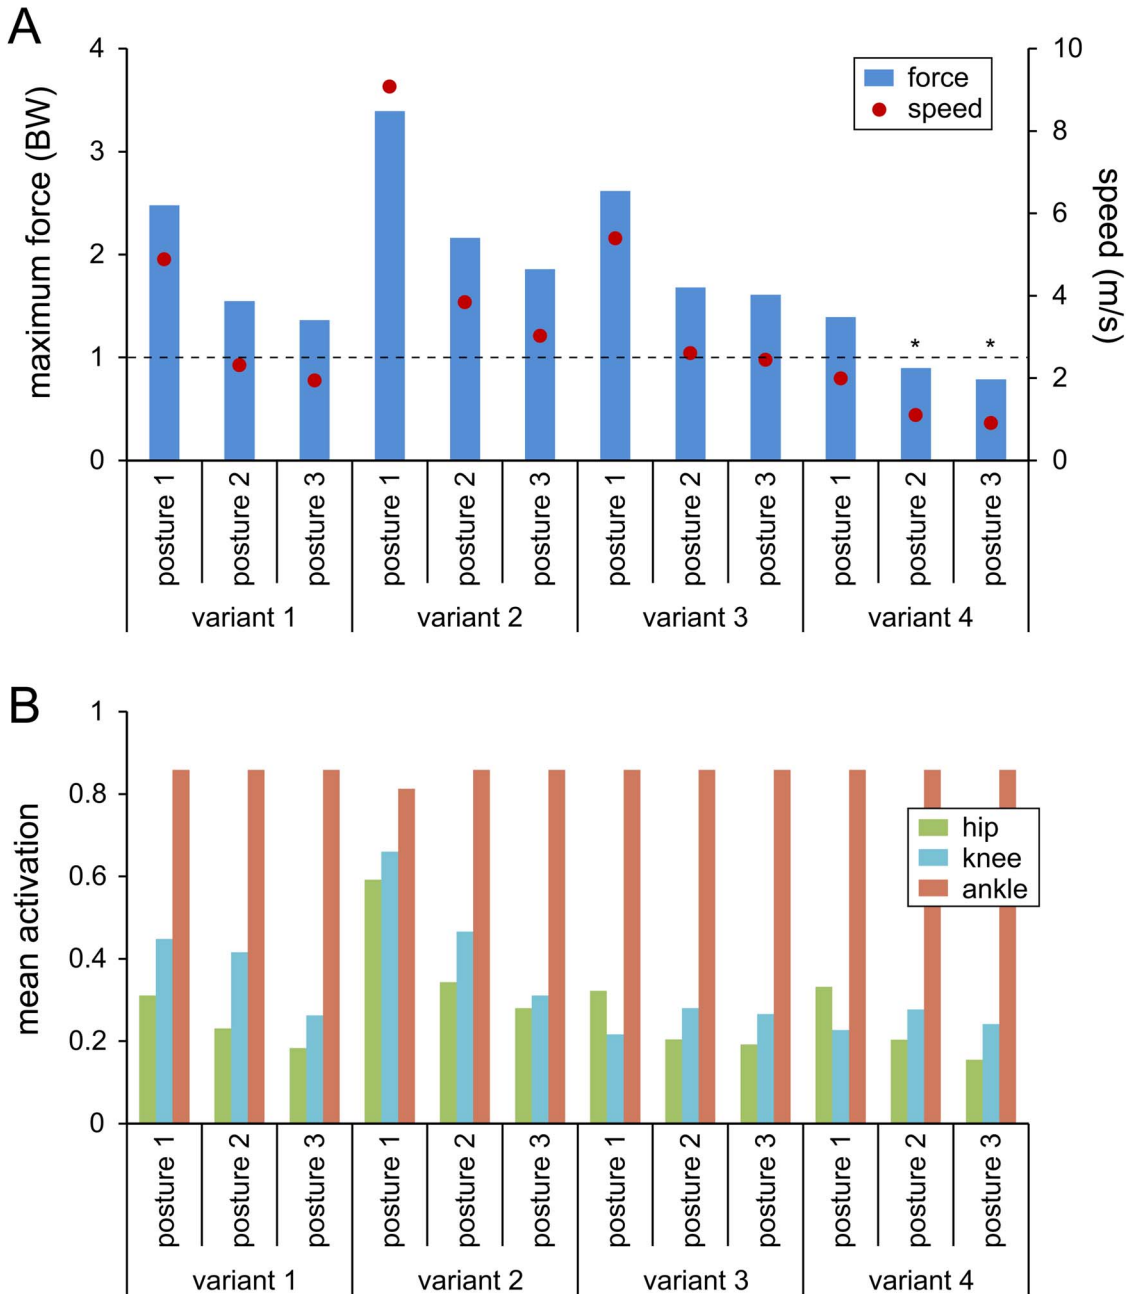 A
maximum force (BW)
4
3
2
1
0
force
speed
10
8
6
4
2
0
speed (m/s)
* *
posture 1 posture 2 posture 3 posture 1 posture 2 posture 3 posture 1 posture 2 posture 3 posture 1 posture 2 posture 3
variant 1 variant 2 variant 3 variant 4
B
mean activation
1
0.8
0.6
0.4
0.2
0
hip
knee
ankle
posture 1 posture 2 posture 3 posture 1 posture 2 posture 3 posture 1 posture 2 posture 3 posture 1 posture 2 posture 3
variant 1 variant 2 variant 3 variant 4